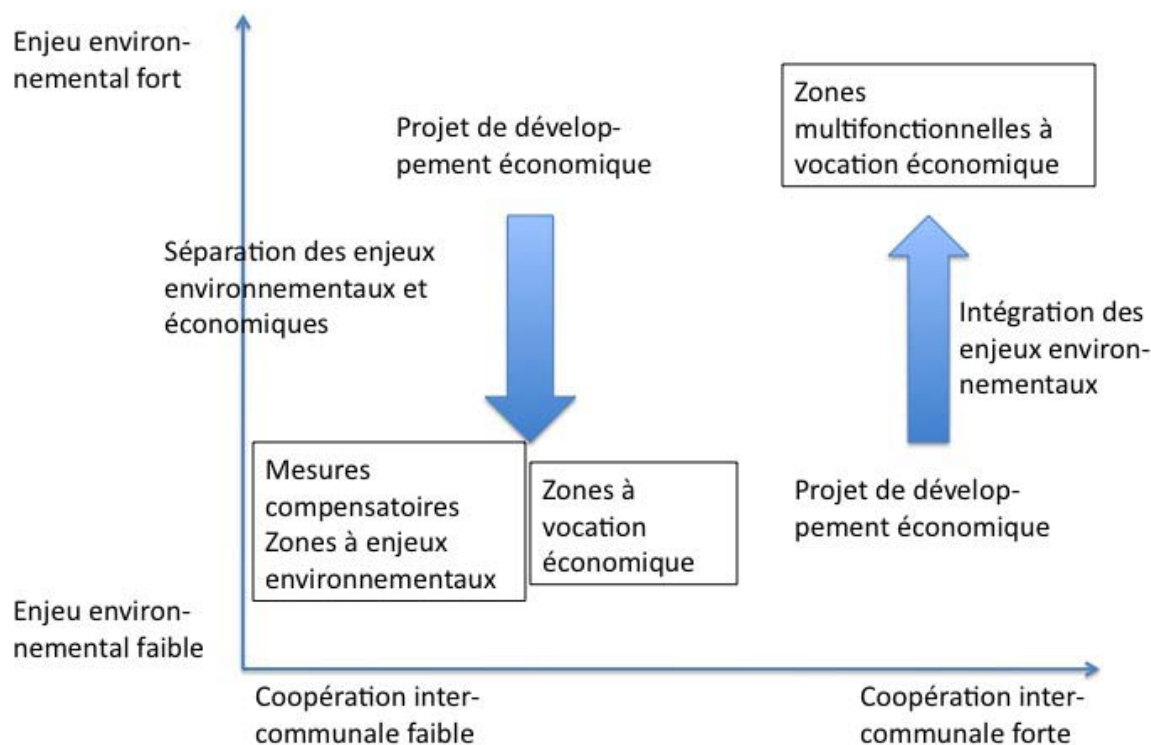 Enjeu environ-
nemental fort
Projet de dévelop-
pement économique
Zones
multifonctionnelles à
vocation économique
Séparation des enjeux
environnementaux et
économiques
Intégration des
enjeux environ-
nementaux
Mesures
compensatoires
Zones à enjeux
environnementaux
Zones à
vocation
économique
Projet de dévelop-
pement économique
Enjeu environ-
nemental faible
Coopération inter-
communale faible
Coopération inter-
communale forte